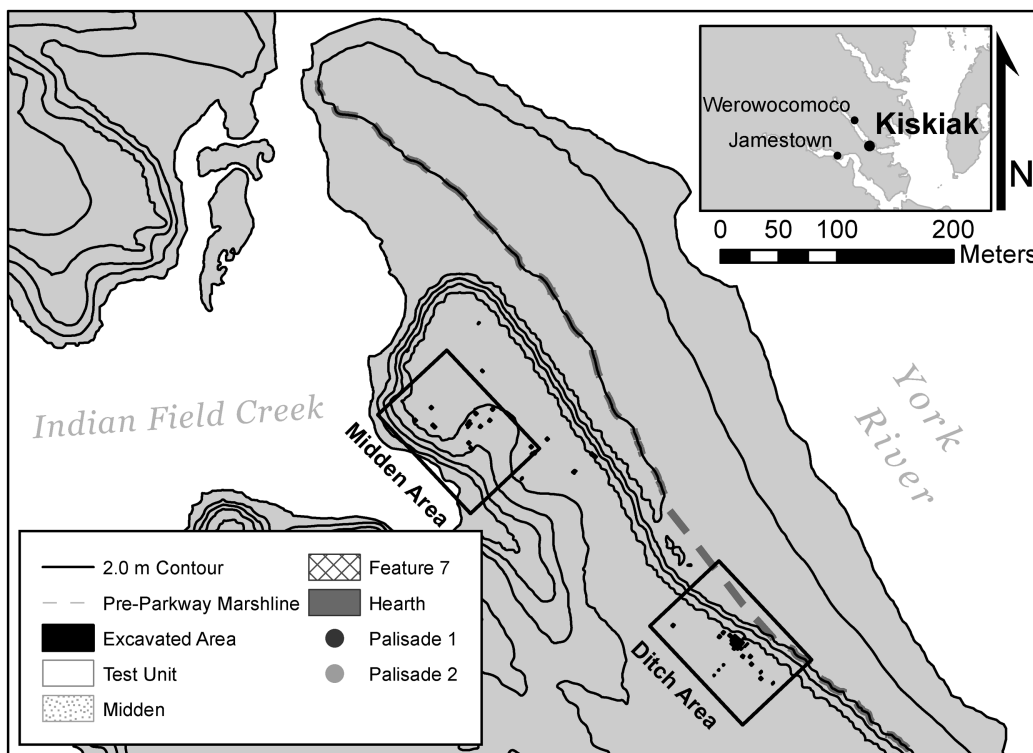 Werowocomoco
Kiskiak
Jamestown
N
0 50 100 200
Meters
Indian Field Creek
York
River
Midden Area
Ditch Area
2.0 m Contour
Pre-Parkway Marshline
Excavated Area
Test Unit
Midden
Feature 7
Hearth
Palisade 1
Palisade 2